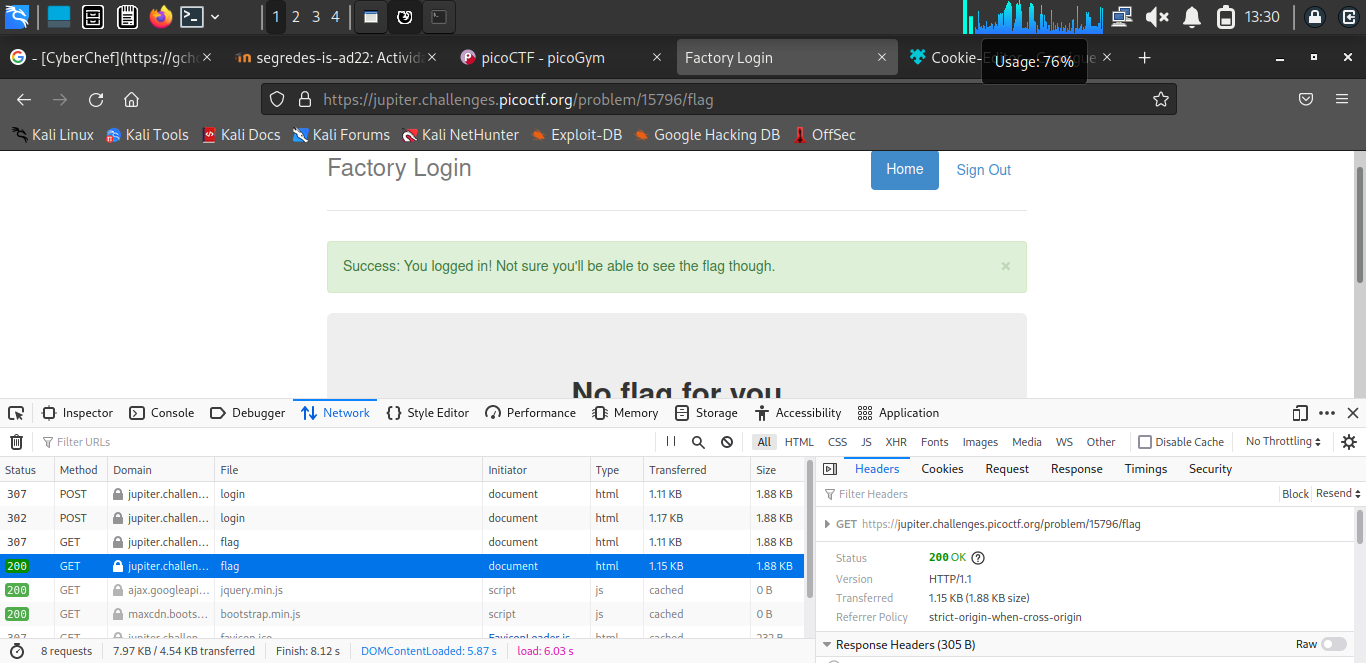 1 2 3 4 13:30
- [CyberChef](https://gch segredes-is-ad22: Activida picoCTF - picoGym Factory Login Cookie-Edit
Usage: 76%
https://jupiter.challenges.picoctf.org/problem/15796/flag
Kali Linux Kali Tools Kali Docs Kali Forums Kali NetHunter Exploit-DB Google Hacking DB OffSec
Factory Login Home Sign Out
Success: You logged in! Not sure you'll be able to see the flag though. ×
No flag for you
Inspector Console Debugger Network Style Editor Performance Memory Storage Accessibility Application
Filter URLs All HTML CSS JS XHR Fonts Images Media WS Other Disable Cache No Throttling
Status Method Domain File Initiator Type Transferred Size
307 POST jupiter.challen... login document html 1.11 KB 1.88 KB
302 POST jupiter.challen... login document html 1.17 KB 1.88 KB
307 GET jupiter.challen... flag document html 1.11 KB 1.88 KB
200 GET jupiter.challen... flag document html 1.15 KB 1.88 KB
200 GET ajax.googleapi... jquery.min.js script js cached 0 B
200 GET maxcdn.boots... bootstrap.min.js script js cached 0 B
307 GET jupiter.challen... favicon.ico FaviconLoader.js html cached 232 B
8 requests 7.97 KB / 4.54 KB transferred Finish: 8.12 s DOMContentLoaded: 5.87 s load: 6.03 s
Headers Cookies Request Response Timings Security
Filter Headers Block Resend
GET https://jupiter.challenges.picoctf.org/problem/15796/flag
Status 200 OK
Version HTTP/1.1
Transferred 1.15 KB (1.88 KB size)
Referrer Policy strict-origin-when-cross-origin
Response Headers (305 B) Raw